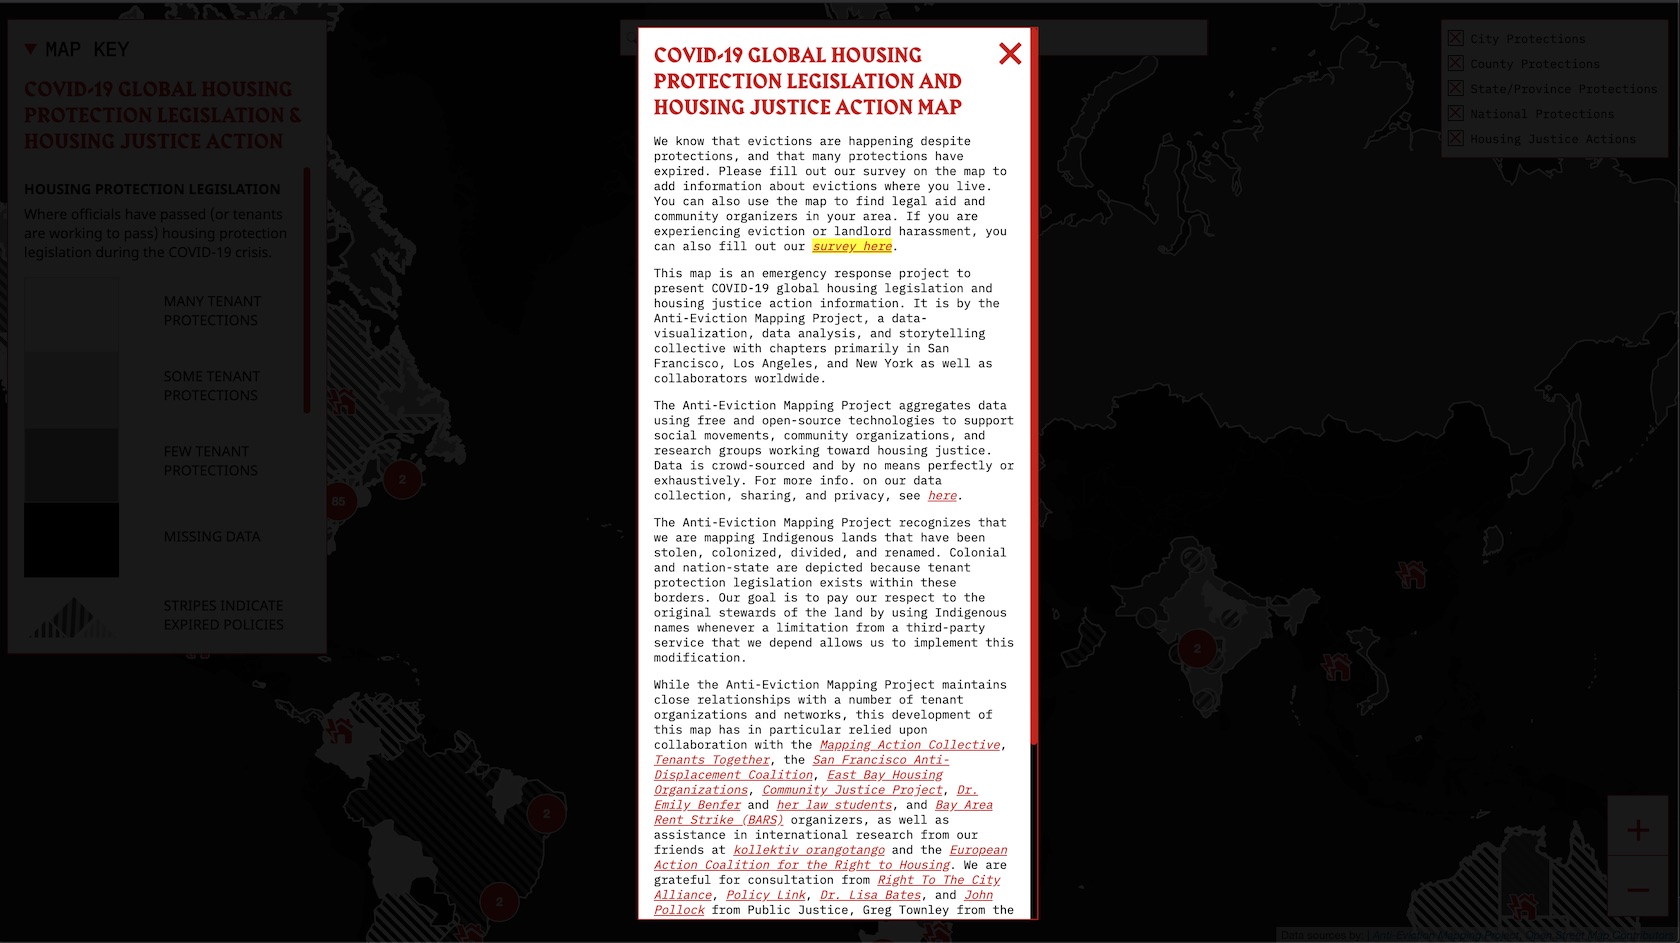 ▼ MAP KEY
COVID-19 GLOBAL HOUSING
PROTECTION LEGISLATION &
HOUSING JUSTICE ACTION
HOUSING PROTECTION LEGISLATION
Where officials have passed (or tenants
are working to pass) housing protection
legislation during the COVID-19 crisis.
MANY TENANT
PROTECTIONS
SOME TENANT
PROTECTIONS
FEW TENANT
PROTECTIONS
MISSING DATA
STRIPES INDICATE
EXPIRED POLICIES
85
2
2
2
COVID-19 GLOBAL HOUSING
PROTECTION LEGISLATION AND
HOUSING JUSTICE ACTION MAP
We know that evictions are happening despite
protections, and that many protections have
expired. Please fill out our survey on the map to
add information about evictions where you live.
You can also use the map to find legal aid and
community organizers in your area. If you are
experiencing eviction or landlord harassment, you
can also fill out our survey here.
This map is an emergency response project to
present COVID-19 global housing legislation and
housing justice action information. It is by the
Anti-Eviction Mapping Project, a data-
visualization, data analysis, and storytelling
collective with chapters primarily in San
Francisco, Los Angeles, and New York as well as
collaborators worldwide.
The Anti-Eviction Mapping Project aggregates data
using free and open-source technologies to support
social movements, community organizations, and
research groups working toward housing justice.
Data is crowd-sourced and by no means perfectly or
exhaustively. For more info. on our data
collection, sharing, and privacy, see here.
The Anti-Eviction Mapping Project recognizes that
we are mapping Indigenous lands that have been
stolen, colonized, divided, and renamed. Colonial
and nation-state are depicted because tenant
protection legislation exists within these
borders. Our goal is to pay our respect to the
original stewards of the land by using Indigenous
names whenever a limitation from a third-party
service that we depend allows us to implement this
modification.
While the Anti-Eviction Mapping Project maintains
close relationships with a number of tenant
organizations and networks, this development of
this map has in particular relied upon
collaboration with the Mapping Action Collective,
Tenants Together, the San Francisco Anti-
Displacement Coalition, East Bay Housing
Organizations, Community Justice Project, Dr.
Emily Benfer and her law students, and Bay Area
Rent Strike (BARS) organizers, as well as
assistance in international research from our
friends at kollektiv orangotango and the European
Action Coalition for the Right to Housing. We are
grateful for consultation from Right To The City
Alliance, Policy Link, Dr. Lisa Bates, and John
Pollock from Public Justice, Greg Townley from the
City Protections
County Protections
State/Province Protections
National Protections
Housing Justice Actions
2
+
−
Data sources by: | Anti-Eviction Mapping Project, Open Street Map Contributors